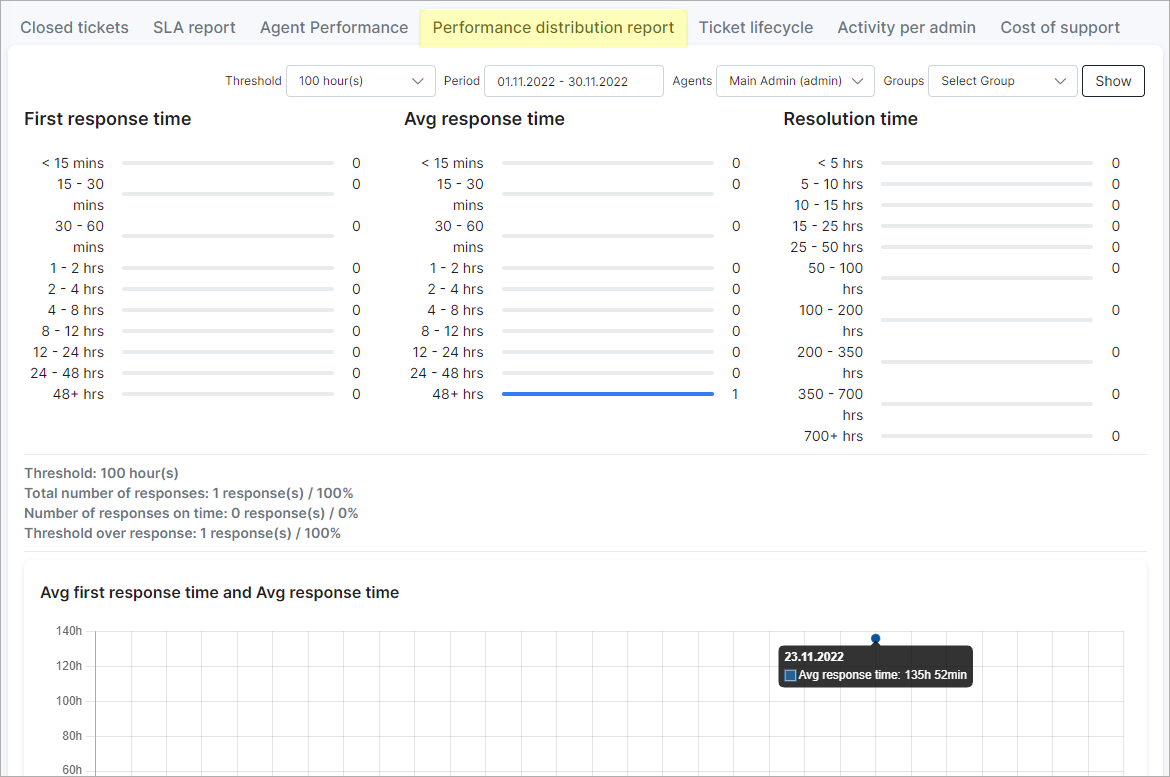 Closed tickets SLA report Agent Performance Performance distribution report Ticket lifecycle Activity per admin Cost of support
Threshold 100 hour(s) Period 01.11.2022 - 30.11.2022 Agents Main Admin (admin) Groups Select Group Show
First response time
< 15 mins 0
15 - 30 0
mins
30 - 60 0
mins
1 - 2 hrs 0
2 - 4 hrs 0
4 - 8 hrs 0
8 - 12 hrs 0
12 - 24 hrs 0
24 - 48 hrs 0
48+ hrs 0
Avg response time
< 15 mins 0
15 - 30 0
mins
30 - 60 0
mins
1 - 2 hrs 0
2 - 4 hrs 0
4 - 8 hrs 0
8 - 12 hrs 0
12 - 24 hrs 0
24 - 48 hrs 0
48+ hrs 1
Resolution time
< 5 hrs 0
5 - 10 hrs 0
10 - 15 hrs 0
15 - 25 hrs 0
25 - 50 hrs 0
50 - 100 0
hrs
100 - 200 0
hrs
200 - 350 0
hrs
350 - 700 0
hrs
700+ hrs 0
Threshold: 100 hour(s)
Total number of responses: 1 response(s) / 100%
Number of responses on time: 0 response(s) / 0%
Threshold over response: 1 response(s) / 100%
Avg first response time and Avg response time
140h
120h
100h
80h
60h
23.11.2022
Avg response time: 135h 52min